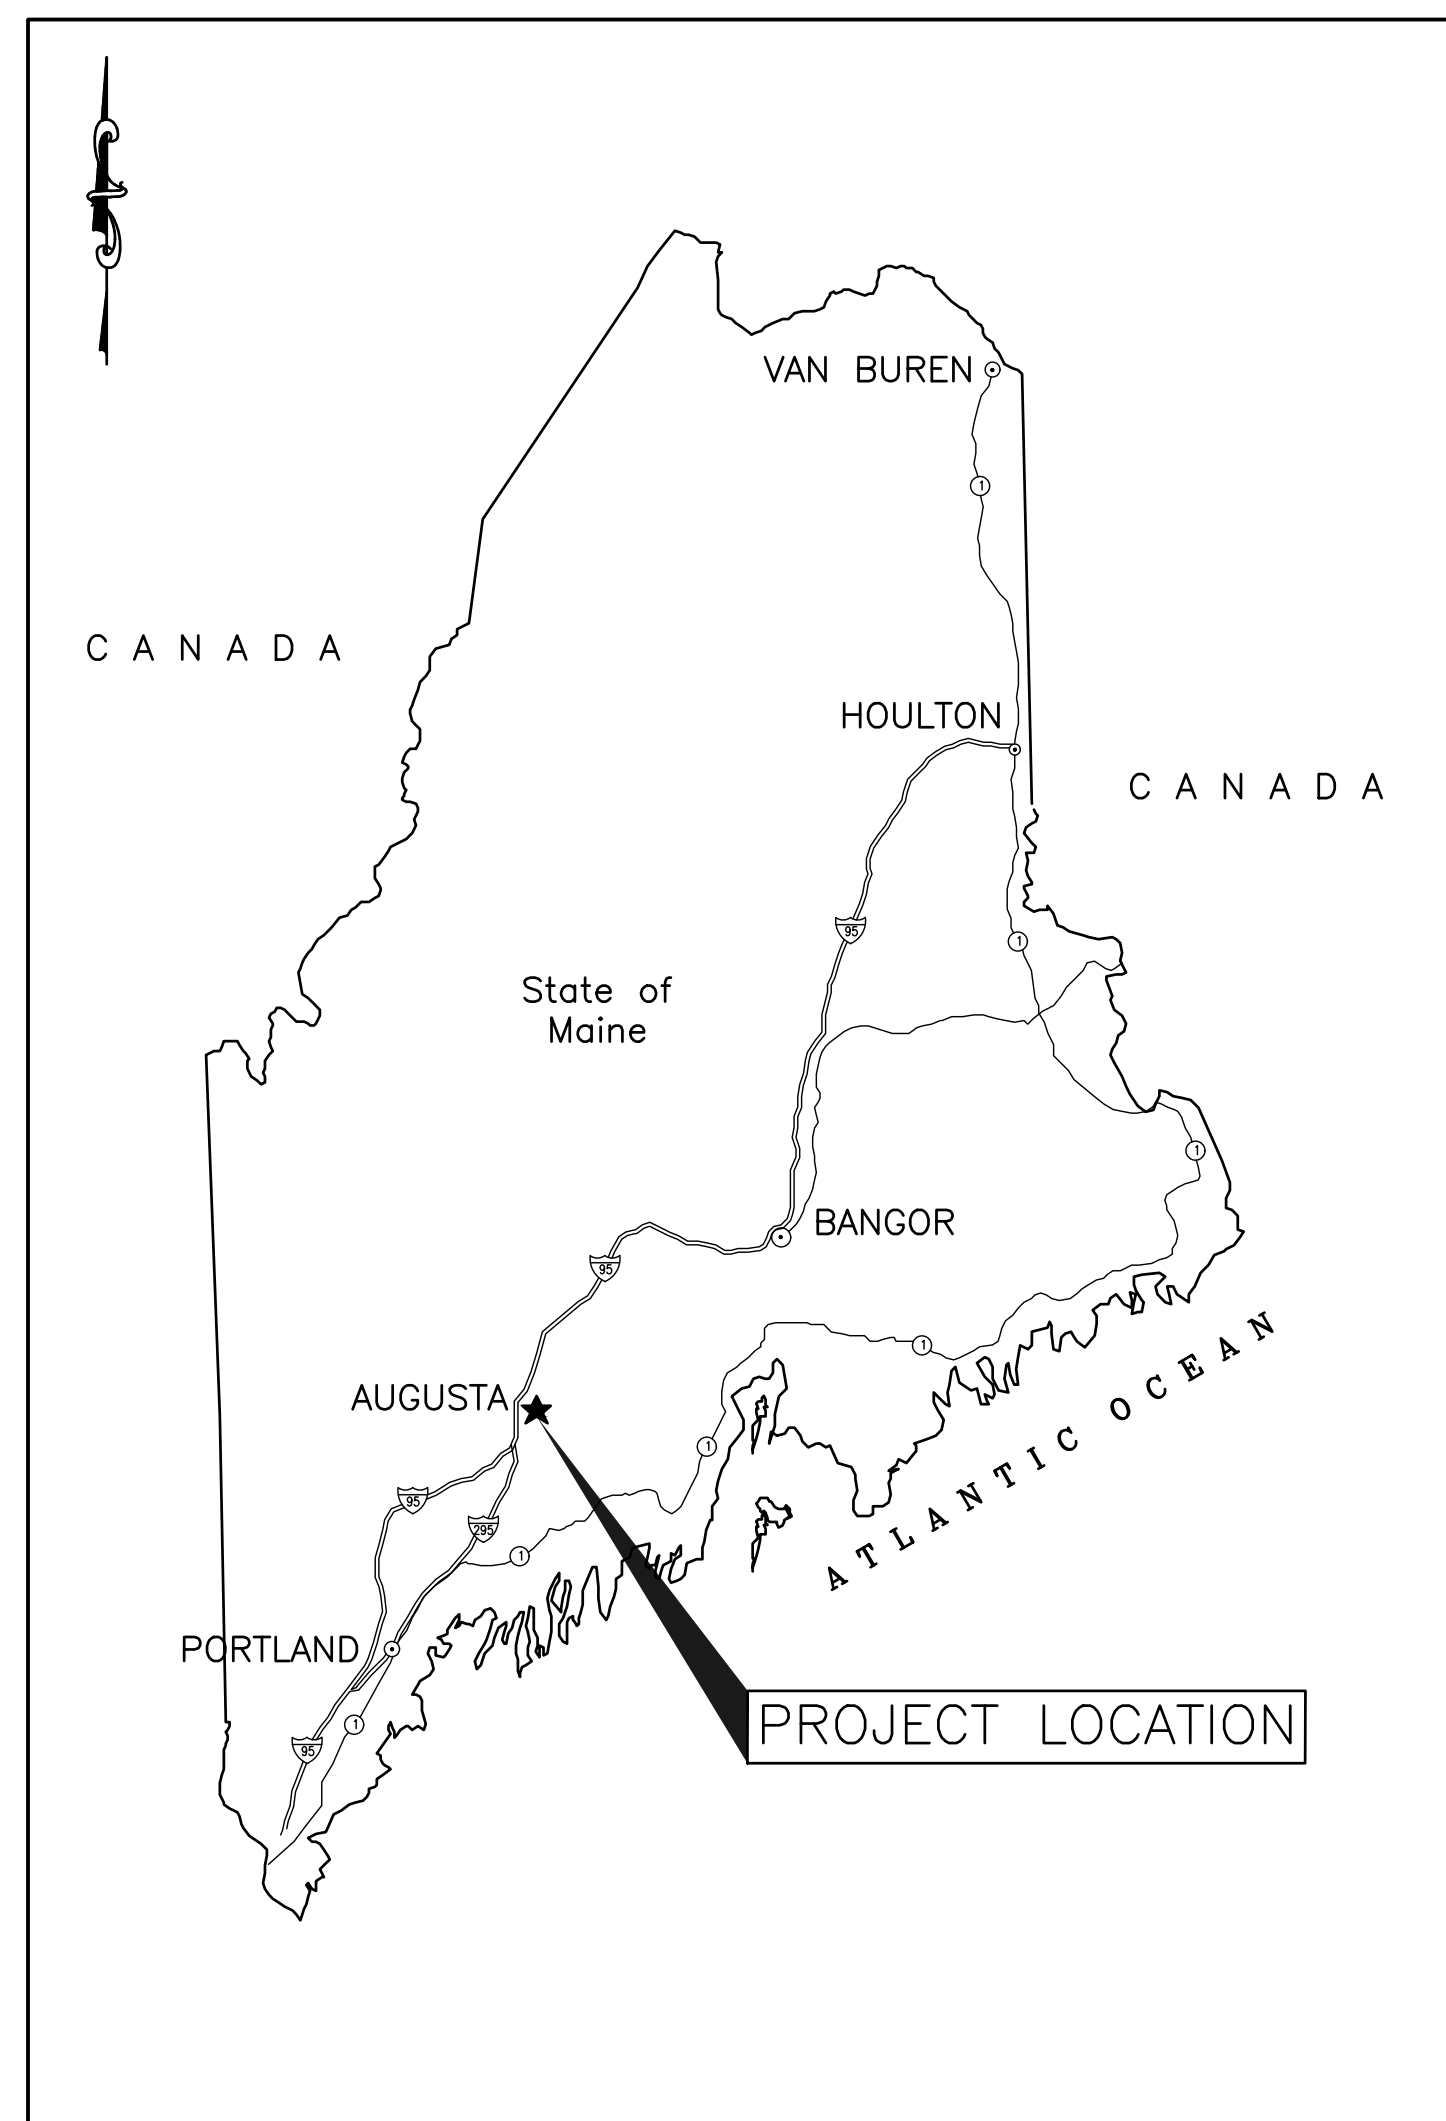 VAN BUREN
1
CANADA
HOULTON
CANADA
95
1
State of
Maine
1
BANGOR
95
1
AUGUSTA
ATLANTIC OCEAN
1
95
295
1
PORTLAND
PROJECT LOCATION
1
95